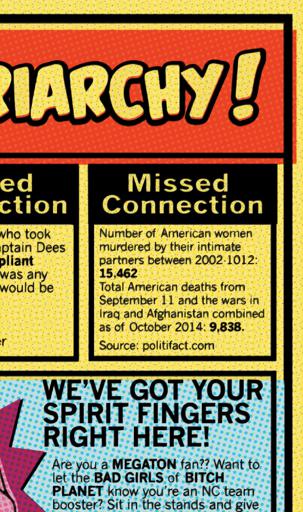 RIARCHY!
ed
ction
who took
ptain Dees
pliant
was any
would be
er
Missed
Connection
Number of American women
murdered by their intimate
partners between 2002-1012:
15,462
Total American deaths from
September 11 and the wars in
Iraq and Afghanistan combined
as of October 2014: 9,838.
Source: politifact.com
WE'VE GOT YOUR
SPIRIT FINGERS
RIGHT HERE!
Are you a MEGATON fan?? Want to
let the BAD GIRLS of BITCH
PLANET know you're an NC team
booster? Sit in the stands and give